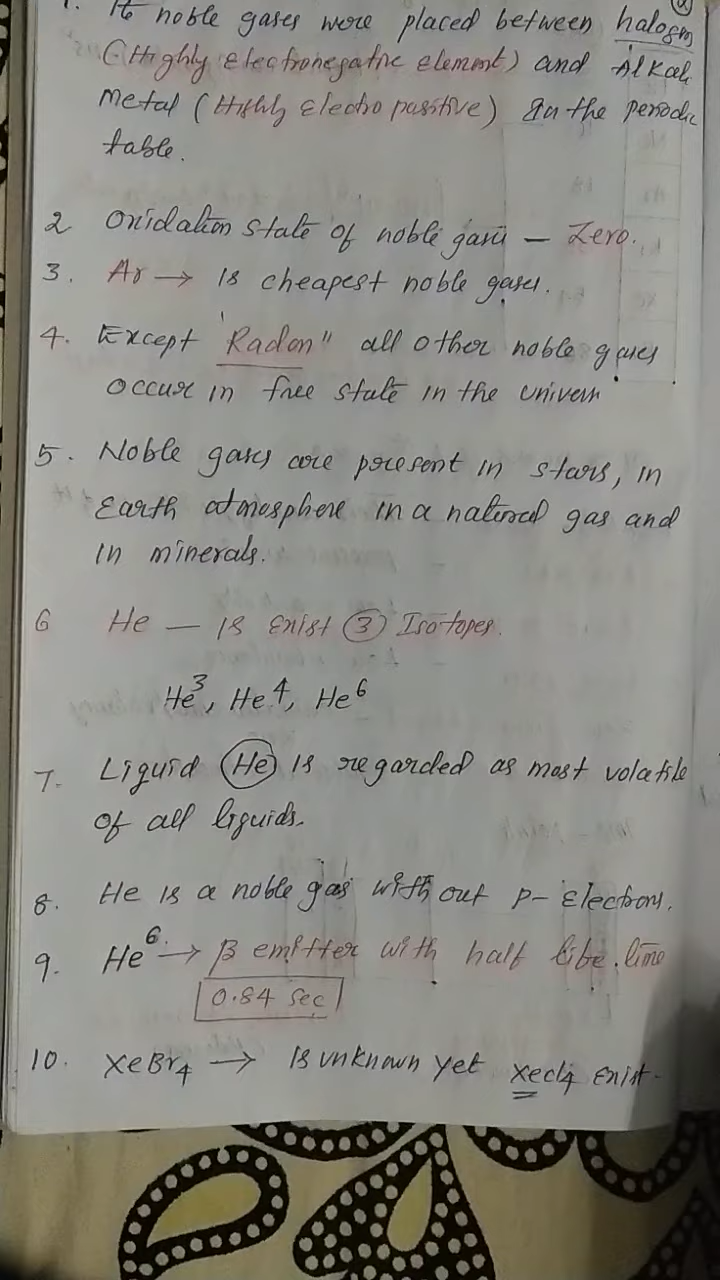 1. It noble gases were placed between halogens
(Highly Electronegative element) and Alkali
metal (Highly Electro positive) In the periodic
table.
2 Oxidation state of noble gases – Zero.
3. Ar → Is cheapest noble gases.
4. Except 'Radon" all other noble gases
occur in free state in the univers
5. Noble gases are present in stars, in
Earth atmosphere in a natural gas and
in minerals.
6 He – is exist ③ Isotopes.
He³, He⁴, He⁶
7. Liquid He is regarded as most volatile
of all liquids.
8. He is a noble gas with out p- Electrons.
9. He⁶ → β emitter with half life time
0.84 Sec
10. XeBr₄ → Is unknown yet XeCl₄ exist.